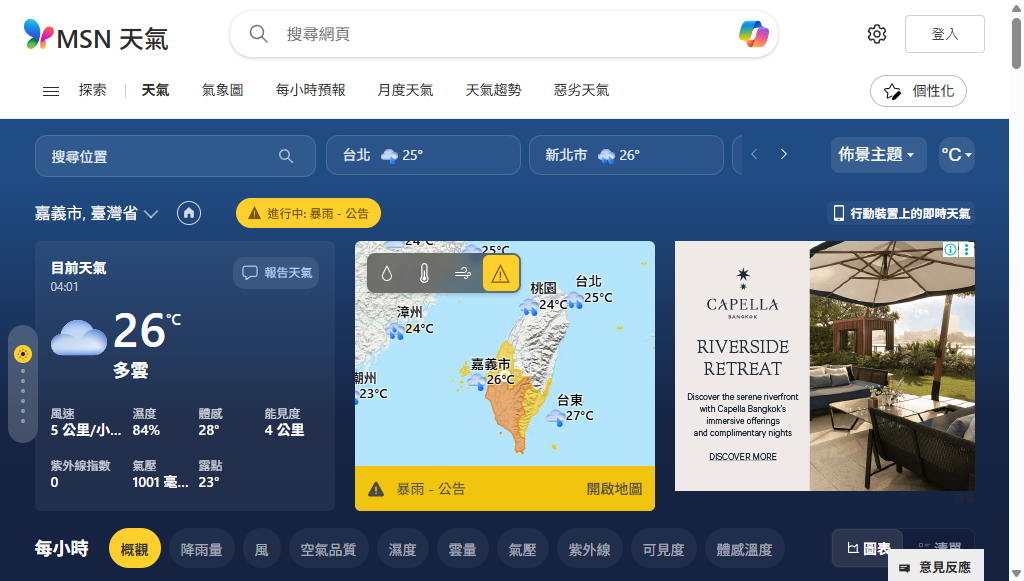 MSN 天氣
搜尋網頁
登入
探索
天氣
氣象圖
每小時預報
月度天氣
天氣趨勢
惡劣天氣
個性化
搜尋位置
台北 25°
新北市 26°
佈景主題
°C
嘉義市, 臺灣省
進行中: 暴雨 - 公告
行動裝置上的即時天氣
目前天氣
04:01
報告天氣
26°C
多雲
風速
5 公里/小...
濕度
84%
體感
28°
能見度
4 公里
紫外線指數
0
氣壓
1001 毫...
露點
23°
24°C
25°C
桃園
24°C
台北
25°C
漳州
24°C
嘉義市
26°C
潮州
23°C
台東
27°C
暴雨 - 公告
開啟地圖
CAPELLA
BANGKOK
RIVERSIDE
RETREAT
Discover the serene riverfront
with Capella Bangkok's
immersive offerings
and complimentary nights
DISCOVER MORE
每小時
概觀
降雨量
風
空氣品質
濕度
雲量
氣壓
紫外線
可見度
體感溫度
圖表
清單
意見反應